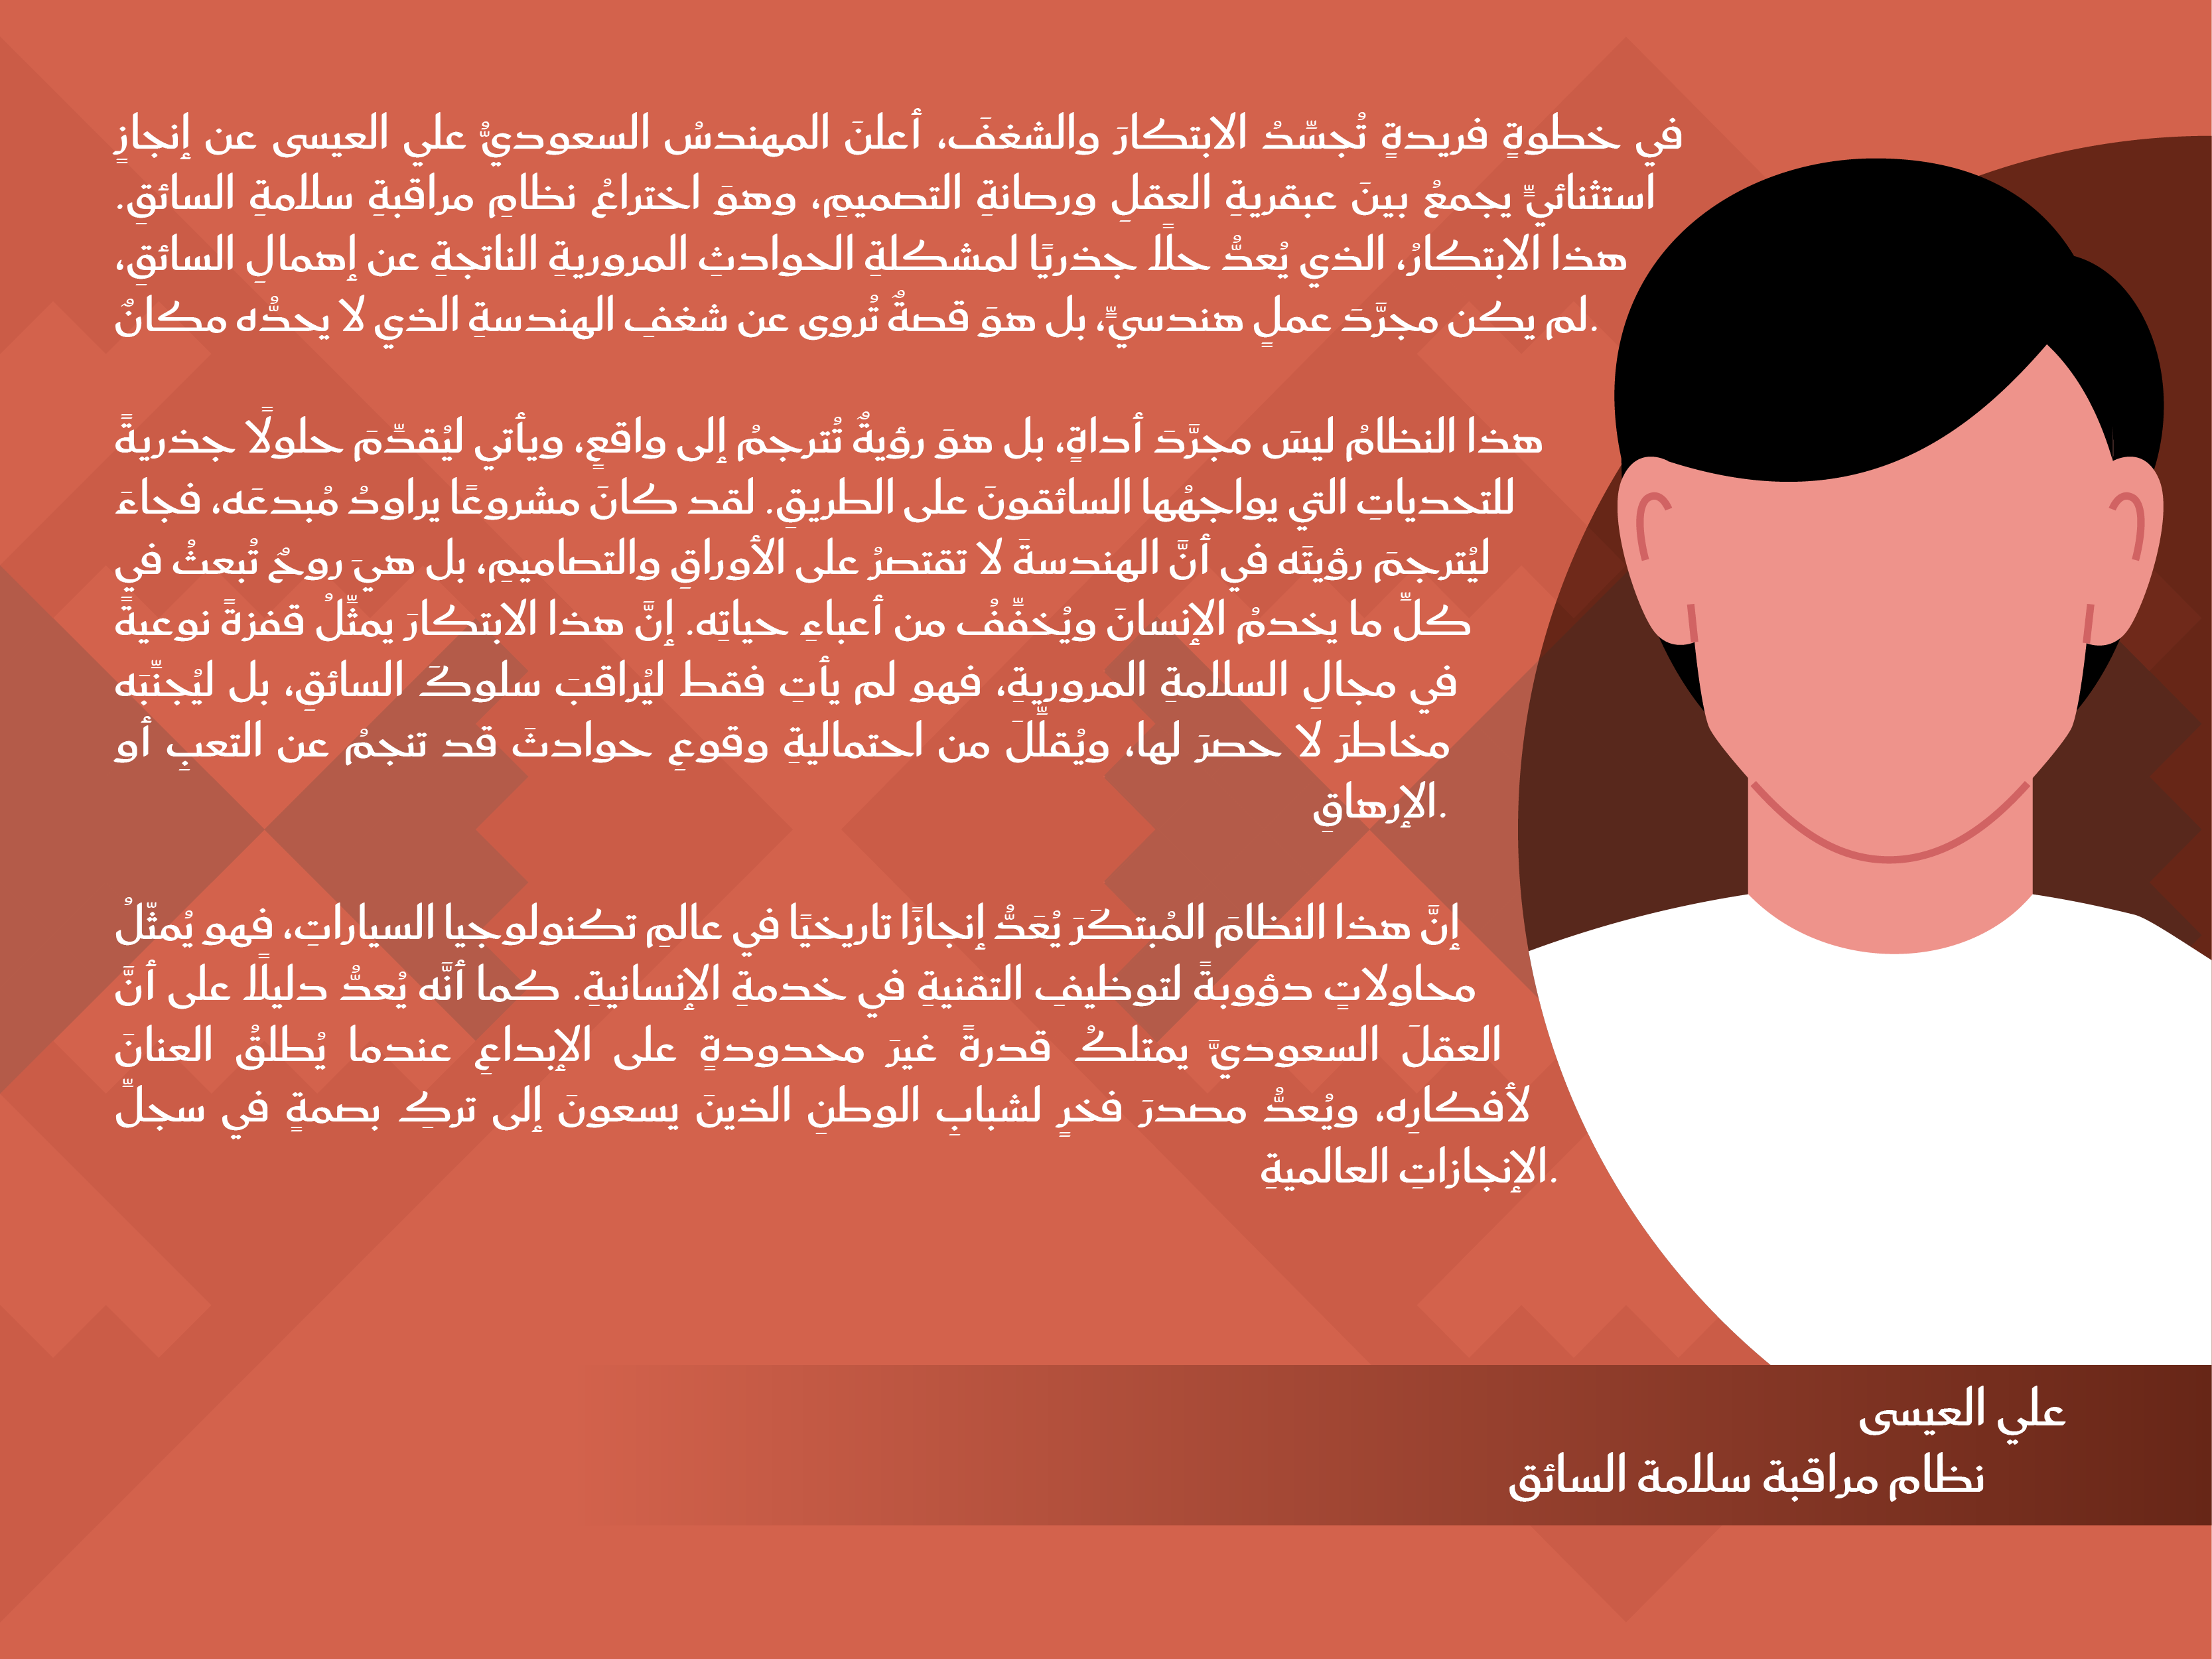 في خطوةٍ فريدةٍ تُجسِّدُ الابتكارَ والشغفَ، أعلنَ المهندسُ السعوديُّ علي العيسى عن إنجازٍ
استثنائيٍّ يجمعُ بينَ عبقريةِ العقلِ ورصانةِ التصميمِ، وهوَ اختراعُ نظامِ مراقبةِ سلامةِ السائقِ.
هذا الابتكارُ، الذي يُعدُّ حلًا جذريًا لمشكلةِ الحوادثِ المروريةِ الناتجةِ عن إهمالِ السائقِ،
لم يكن مجرَّدَ عملٍ هندسيٍّ، بل هوَ قصةٌ تُروى عن شغفِ الهندسةِ الذي لا يحدُّه مكانٌ.
هذا النظامُ ليسَ مجرَّدَ أداةٍ، بل هوَ رؤيةٌ تُترجمُ إلى واقعٍ، ويأتي ليُقدِّمَ حلولًا جذريةً
للتحدياتِ التي يواجهُها السائقونَ على الطريقِ. لقد كانَ مشروعًا يراودُ مُبدعَه، فجاءَ
ليُترجمَ رؤيتَه في أنَّ الهندسةَ لا تقتصرُ على الأوراقِ والتصاميمِ، بل هيَ روحٌ تُبعثُ في
كلِّ ما يخدمُ الإنسانَ ويُخفِّفُ من أعباءِ حياتِه. إنَّ هذا الابتكارَ يمثِّلُ قفزةً نوعيةً
في مجالِ السلامةِ المروريةِ، فهو لم يأتِ فقط ليُراقبَ سلوكَ السائقِ، بل ليُجنِّبَه
مخاطرَ لا حصرَ لها، ويُقلِّلَ من احتماليةِ وقوعِ حوادثَ قد تنجمُ عن التعبِ أو
الإرهاقِ.
إنَّ هذا النظامَ المُبتكَرَ يُعَدُّ إنجازًا تاريخيًا في عالمِ تكنولوجيا السياراتِ، فهو يُمثّلُ
محاولاتٍ دؤوبةً لتوظيفِ التقنيةِ في خدمةِ الإنسانيةِ. كما أنَّه يُعدُّ دليلًا على أنَّ
العقلَ السعوديَّ يمتلكُ قدرةً غيرَ محدودةٍ على الإبداعِ عندما يُطلقُ العنانَ
لأفكارِه، ويُعدُّ مصدرَ فخرٍ لشبابِ الوطنِ الذينَ يسعونَ إلى تركِ بصمةٍ في سجلِّ
الإنجازاتِ العالميةِ.
علي العيسى
نظام مراقبة سلامة السائق